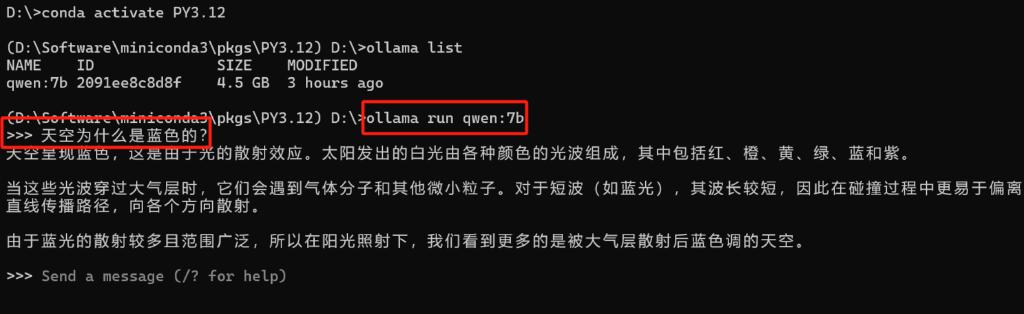 D:\>conda activate PY3.12
(D:\Software\miniconda3\pkgs\PY3.12) D:\>ollama list
NAME ID SIZE MODIFIED
qwen:7b 2091ee8c8d8f 4.5 GB 3 hours ago
(D:\Software\miniconda3\pkgs\PY3.12) D:\>ollama run qwen:7b
>>> 天空为什么是蓝色的?
天空呈现蓝色，这是由于光的散射效应。太阳发出的白光由各种颜色的光波组成，其中包括红、橙、黄、绿、蓝和紫。
当这些光波穿过大气层时，它们会遇到气体分子和其他微小粒子。对于短波（如蓝光），其波长较短，因此在碰撞过程中更易于偏离
直线传播路径，向各个方向散射。
由于蓝光的散射较多且范围广泛，所以在阳光照射下，我们看到更多的是被大气层散射后蓝色调的天空。
>>> Send a message (/? for help)